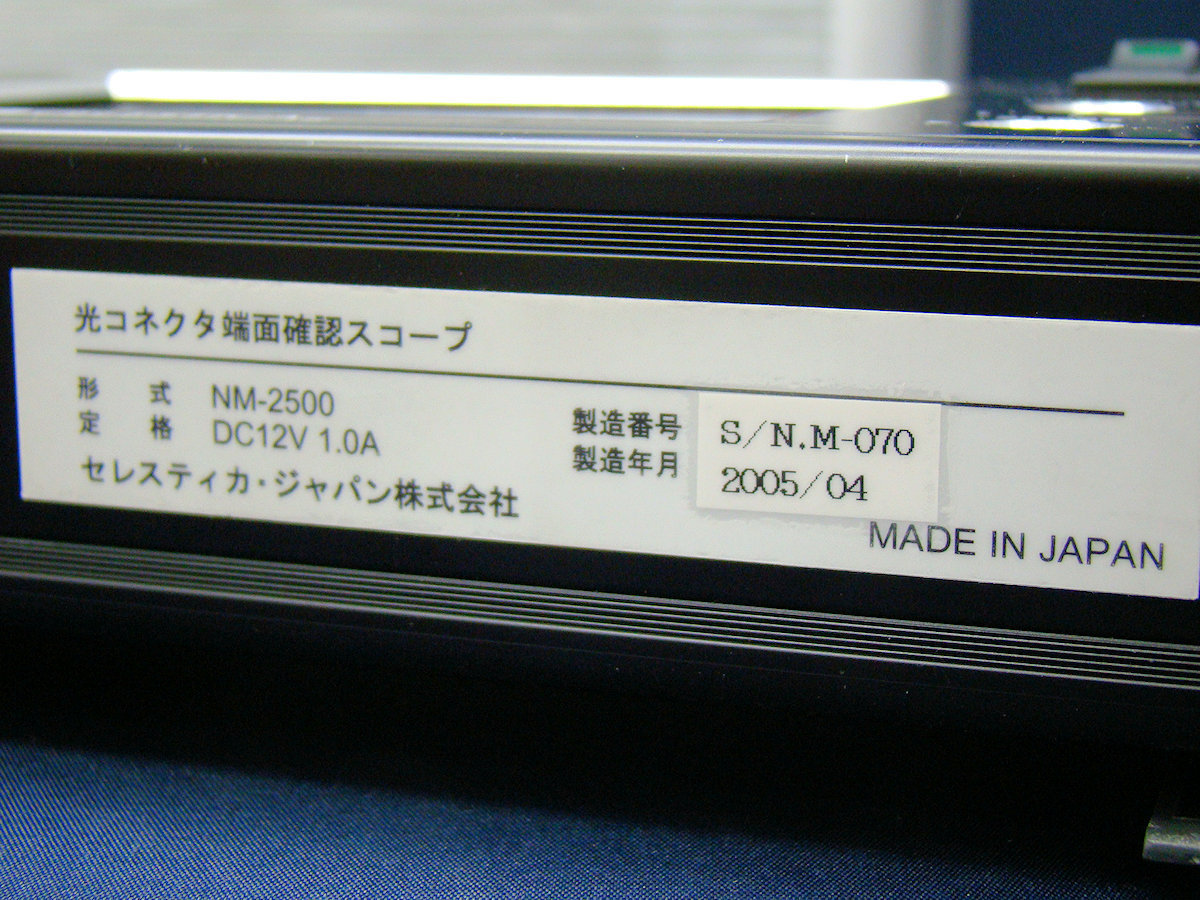 光コネクタ端面確認スコープ
形 式 NM-2500
定 格 DC12V 1.0A
セレスティカ・ジャパン株式会社
製造番号 S/N.M-070
製造年月 2005/04
MADE IN JAPAN